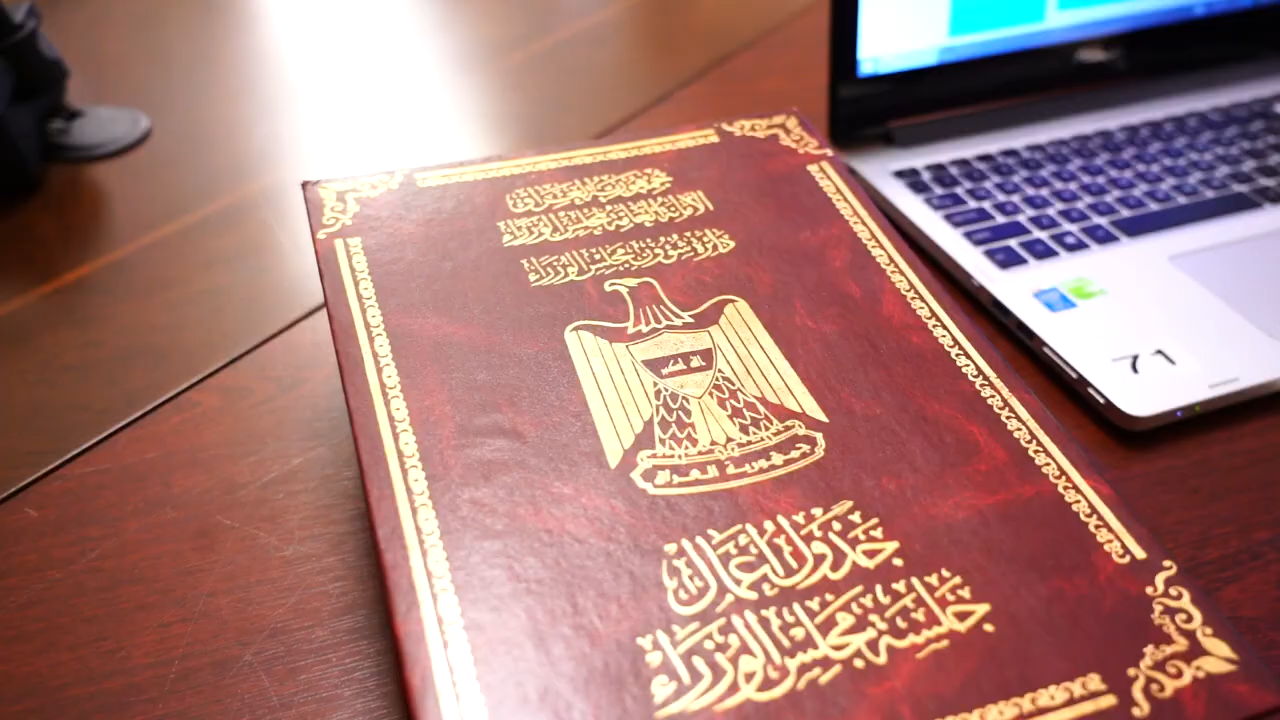 جمهورية العراق
الأمانة العامة لمجلس الوزراء
دائرة شؤون مجلس الوزراء
الله اكبر
جمهورية العراق
جدول أعمال
جلسة مجلس الوزراء
71